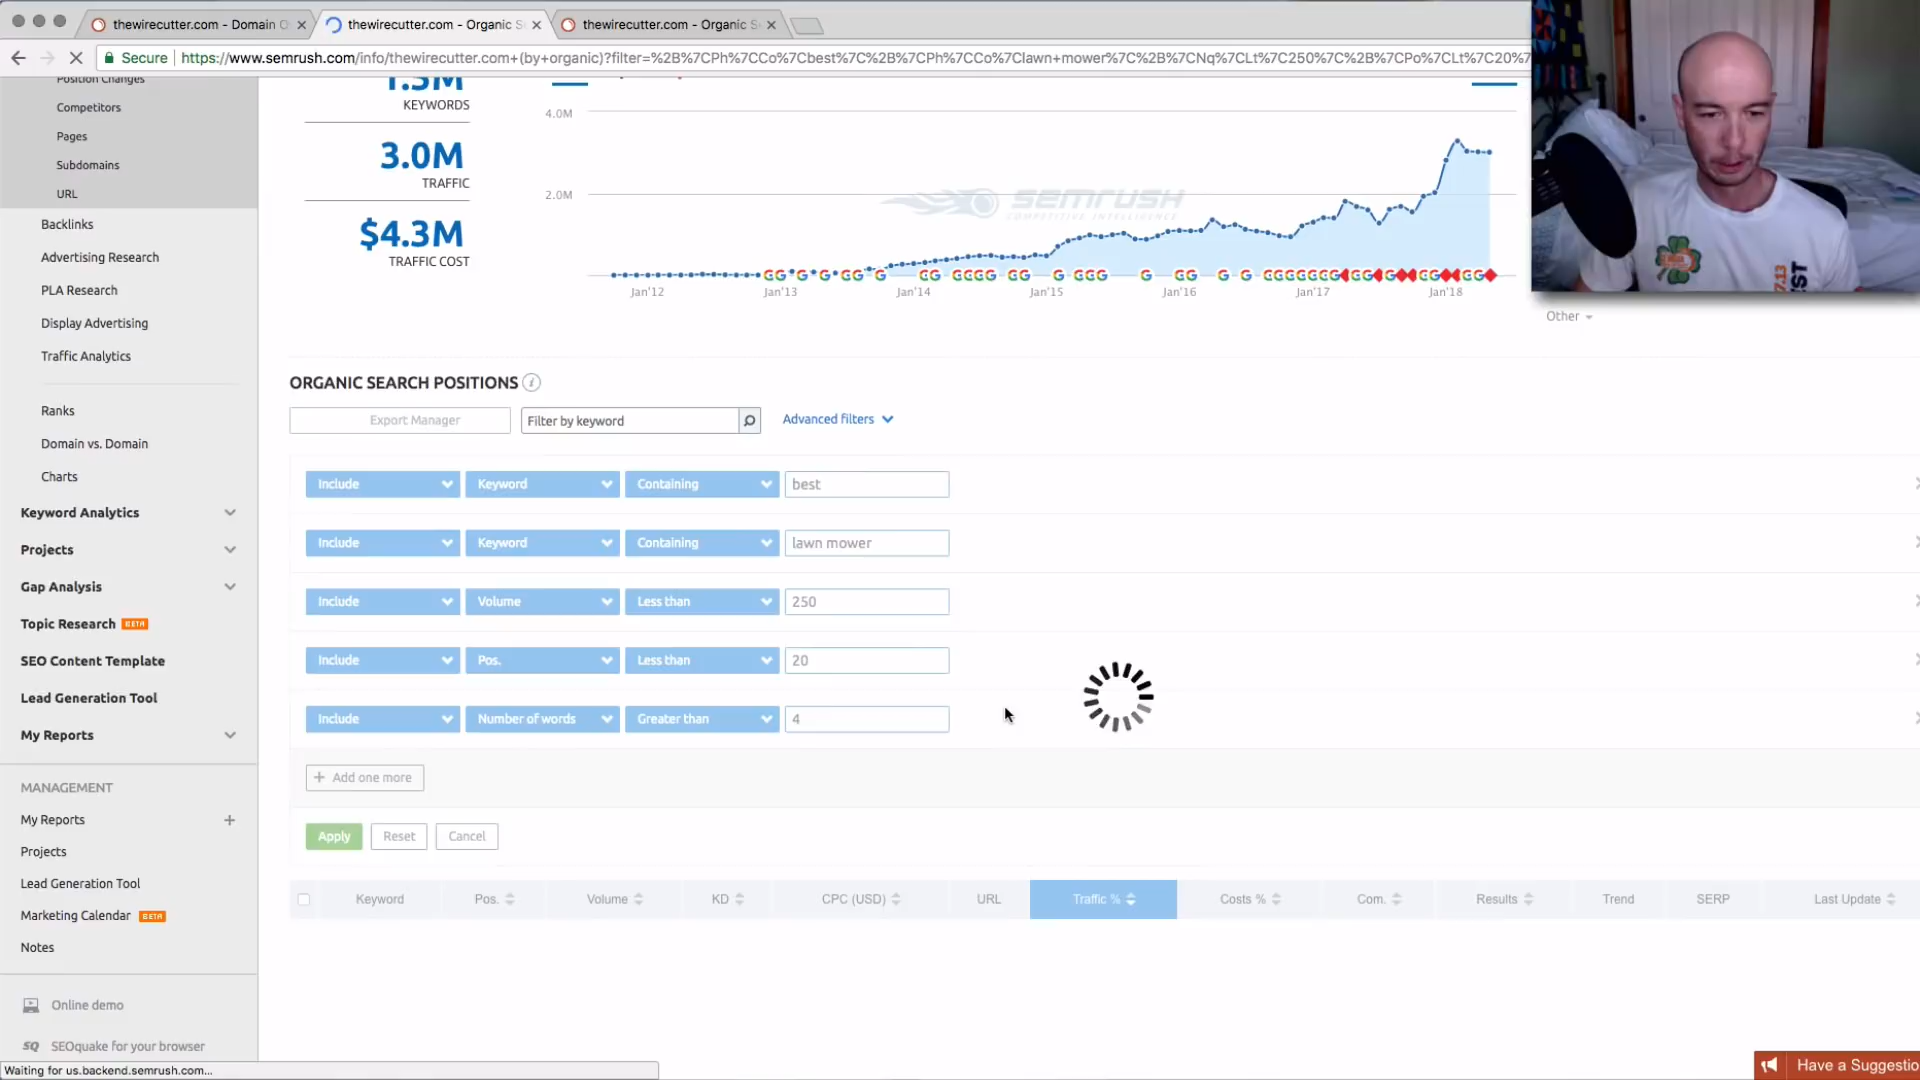 thewirecutter.com - Domain O
thewirecutter.com - Organic S
thewirecutter.com - Organic S
Secure
https://www.semrush.com/info/thewirecutter.com+(by+organic)?filter=%2B%7CPh%7CCo%7Cbest%7C%2B%7CPh%7CCo%7Clawn+mower%7C%7CNq%7CLt%7C250%7C%2B%7CPo%7CLt%7C20%7
Position Changes
Competitors
Pages
Subdomains
URL
Backlinks
Advertising Research
PLA Research
Display Advertising
Traffic Analytics
Ranks
Domain vs. Domain
Charts
Keyword Analytics
Projects
Gap Analysis
Topic Research BETA
SEO Content Template
Lead Generation Tool
My Reports
MANAGEMENT
My Reports
Projects
Lead Generation Tool
Marketing Calendar BETA
Notes
Online demo
SQ SEOquake for your browser
Waiting for us.backend.semrush.com...
1.3M
KEYWORDS
3.0M
TRAFFIC
$4.3M
TRAFFIC COST
4.0M
2.0M
SEMRUSH
COMPETITIVE INTELLIGENCE
Jan'12 Jan'13 Jan'14 Jan'15 Jan'16 Jan'17 Jan'18
Other
ORGANIC SEARCH POSITIONS
Export Manager Filter by keyword Advanced filters
Include Keyword Containing best
Include Keyword Containing lawn mower
Include Volume Less than 250
Include Pos. Less than 20
Include Number of words Greater than 4
+ Add one more
Apply Reset Cancel
Keyword Pos. Volume KD CPC (USD) URL Traffic % Costs % Com. Results Trend SERP Last Update
Have a Suggestio